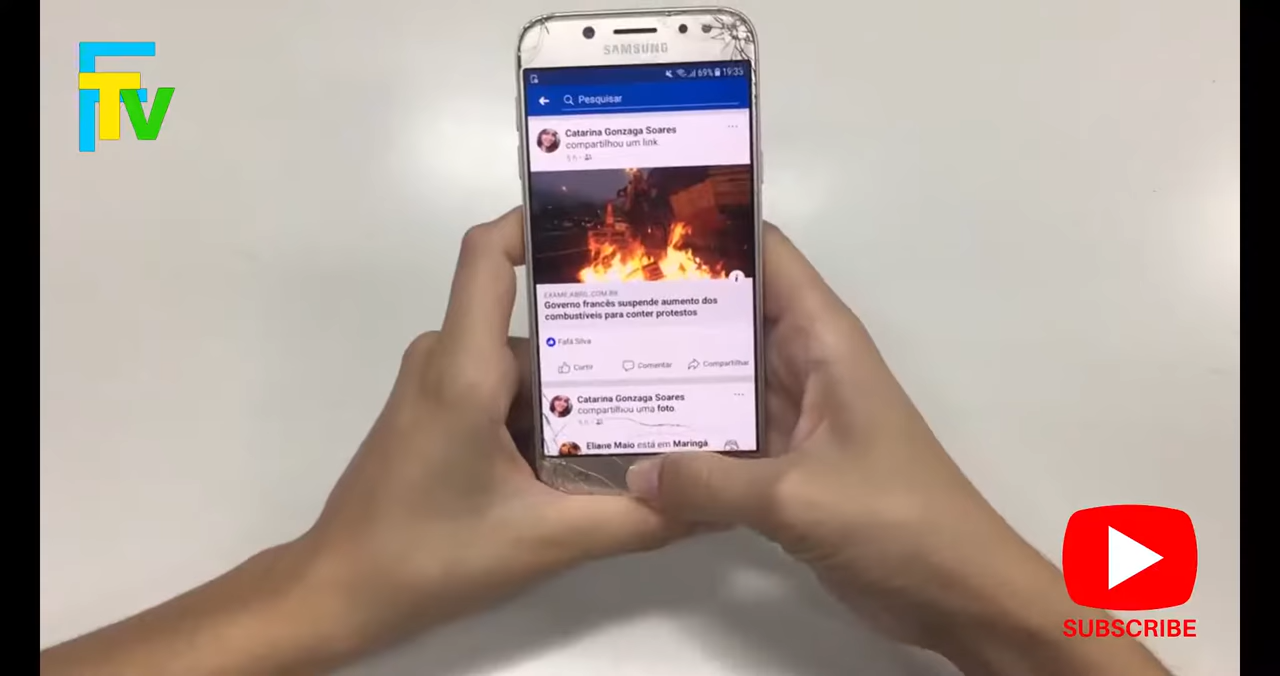 FTv
SAMSUNG
69% 19:33
Pesquisar
Catarina Gonzaga Soares
compartilhou um link.
EXAME.ABRIL.COM.BR
Governo francês suspende aumento dos
combustíveis para conter protestos
Fafá Silva
Curtir Comentar Compartilhar
Catarina Gonzaga Soares
compartilhou uma foto.
Eliane Maio está em Maringá
SUBSCRIBE